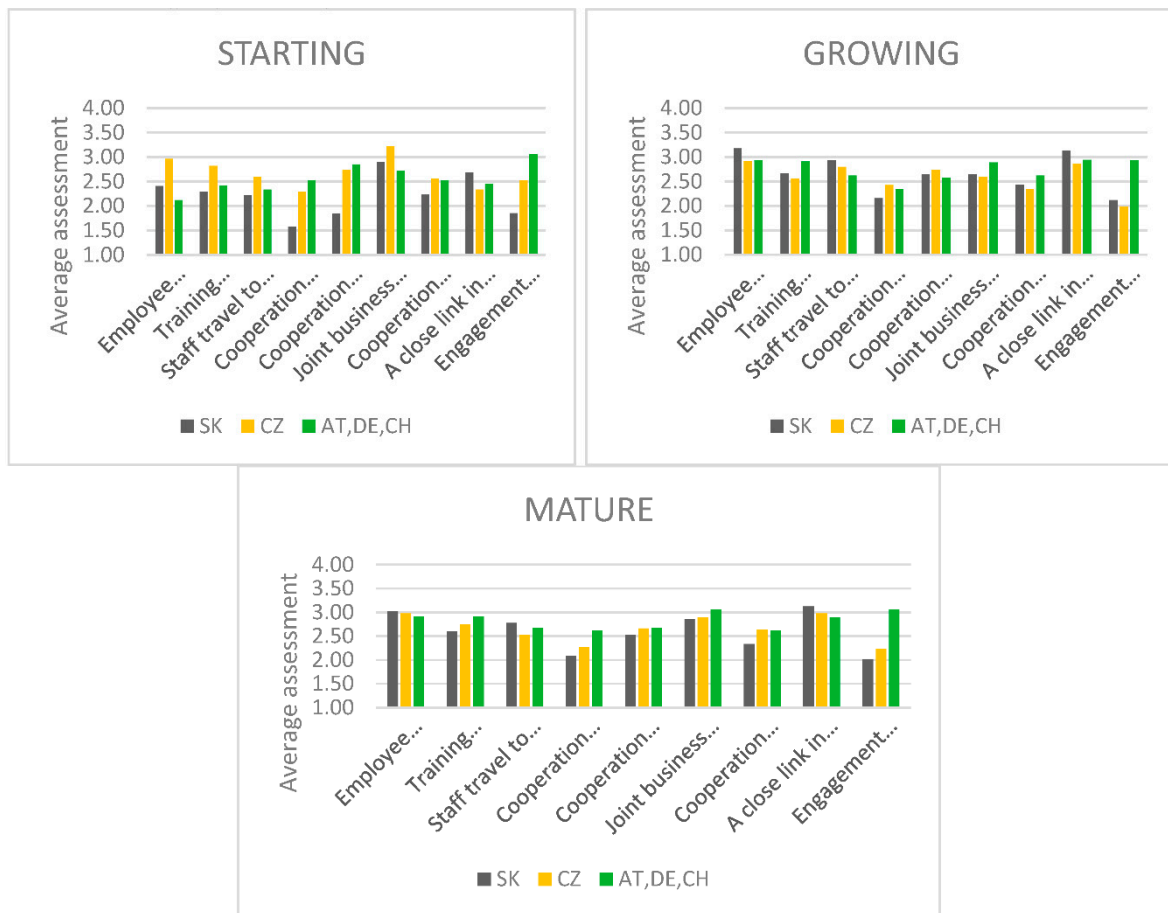 STARTING
Average assessment
4.00
3.50
3.00
2.50
2.00
1.50
1.00
Employee...
Training...
Staff travel to...
Cooperation...
Cooperation...
Joint business...
Cooperation...
A close link in...
Engagement...
SK CZ AT,DE,CH
GROWING
Average assessment
4.00
3.50
3.00
2.50
2.00
1.50
1.00
Employee...
Training...
Staff travel to...
Cooperation...
Cooperation...
Joint business...
Cooperation...
A close link in...
Engagement...
SK CZ AT,DE,CH
MATURE
Average assessment
4.00
3.50
3.00
2.50
2.00
1.50
1.00
Employee...
Training...
Staff travel to...
Cooperation...
Cooperation...
Joint business...
Cooperation...
A close link in...
Engagement...
SK CZ AT,DE,CH